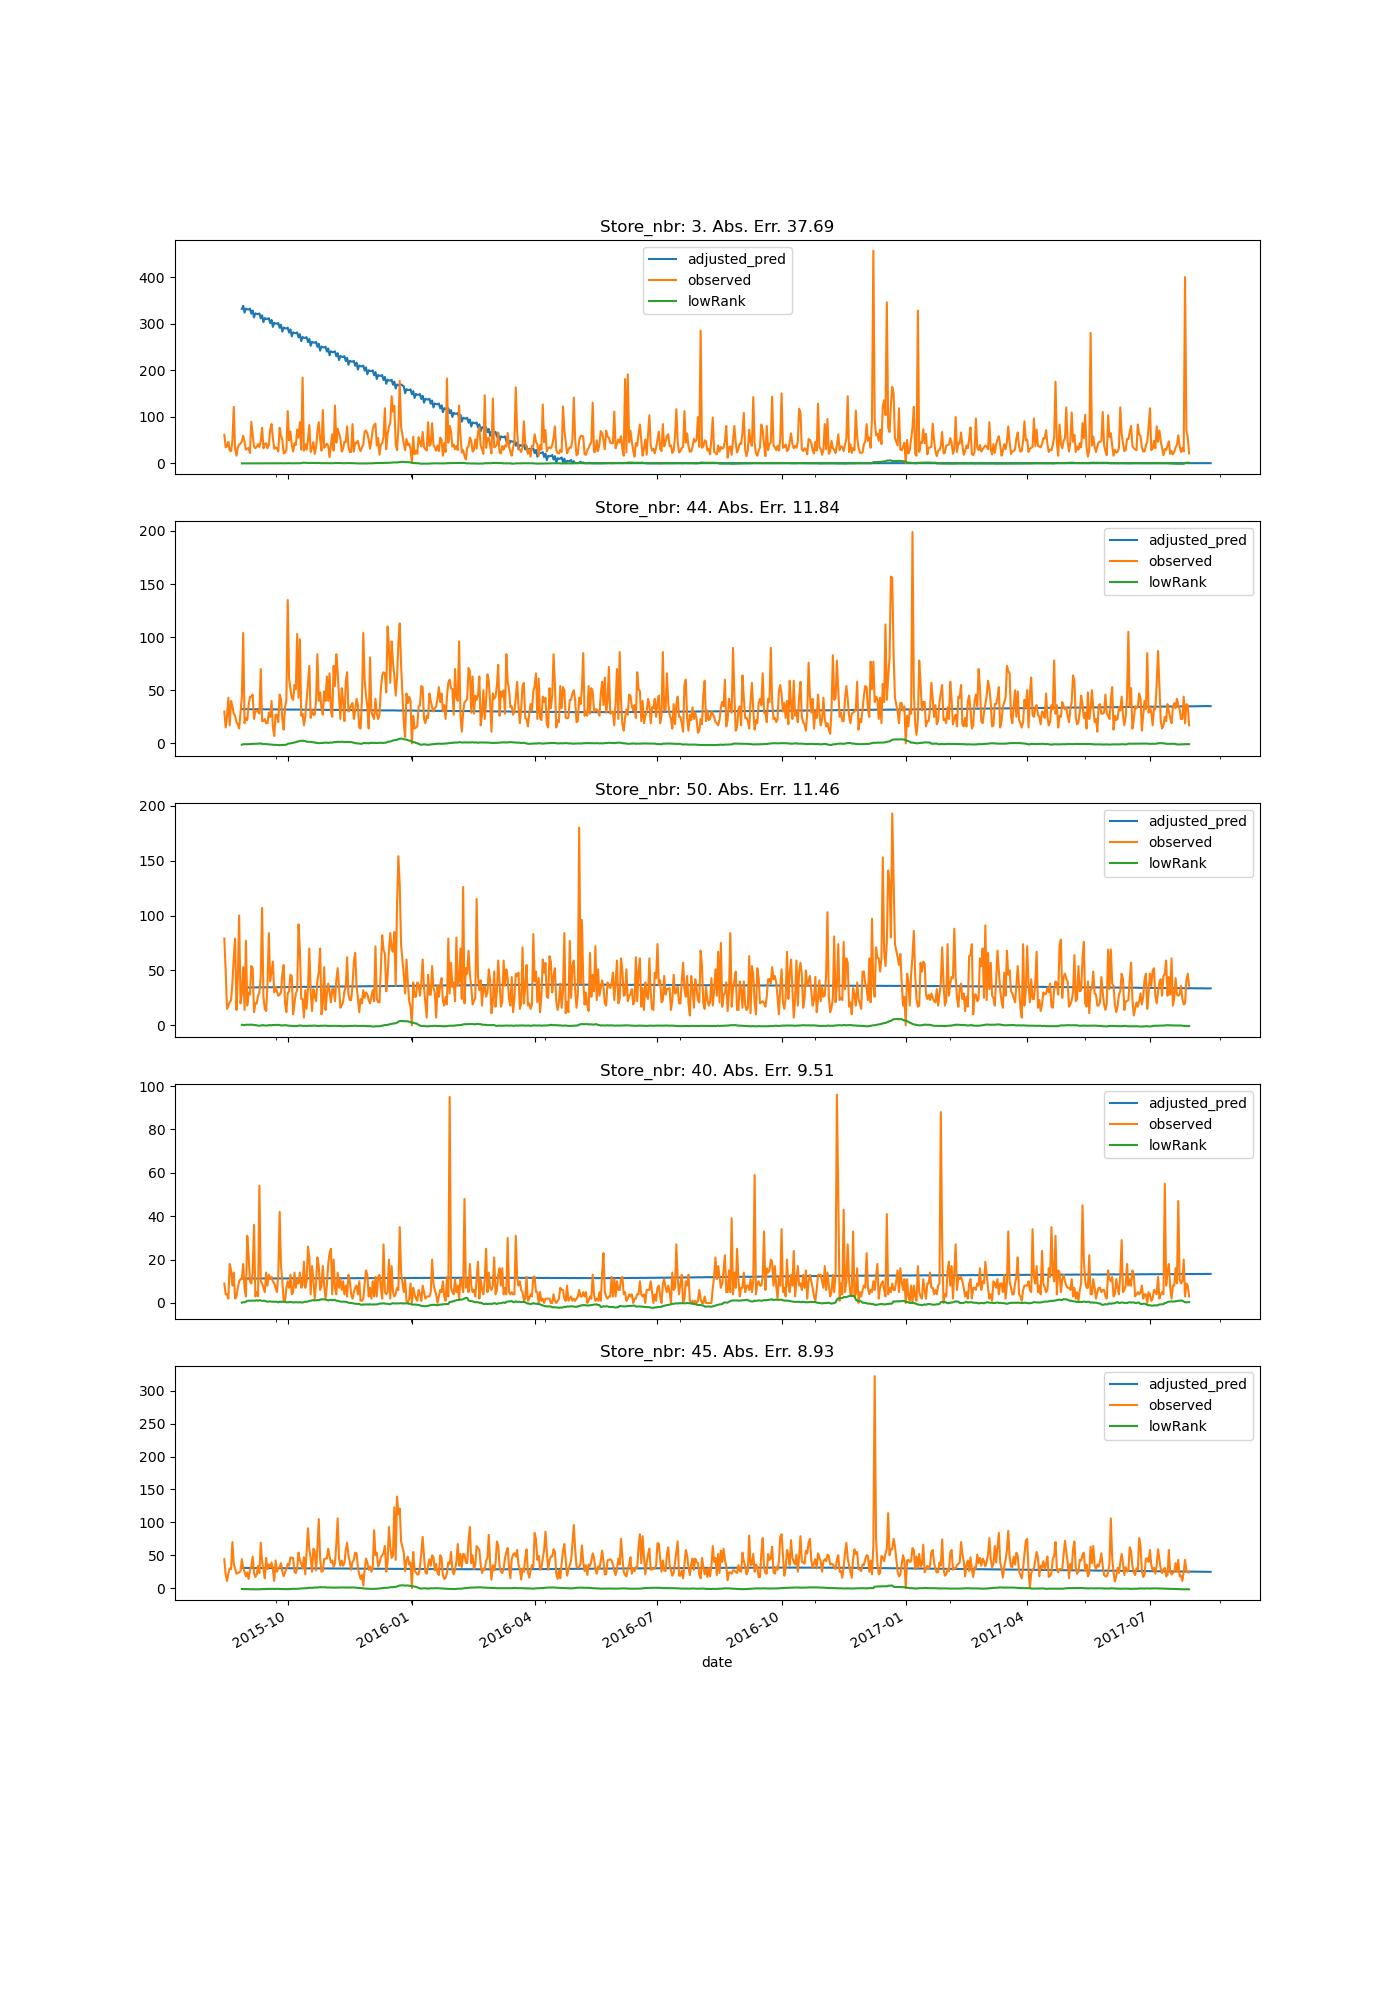 Store_nbr: 3. Abs. Err. 37.69
adjusted_pred
observed
lowRank
400
300
200
100
0
Store_nbr: 44. Abs. Err. 11.84
adjusted_pred
observed
lowRank
200
150
100
50
0
Store_nbr: 50. Abs. Err. 11.46
adjusted_pred
observed
lowRank
200
150
100
50
0
Store_nbr: 40. Abs. Err. 9.51
adjusted_pred
observed
lowRank
100
80
60
40
20
0
Store_nbr: 45. Abs. Err. 8.93
adjusted_pred
observed
lowRank
300
250
200
150
100
50
0
2015-10 2016-01 2016-04 2016-07 2016-10 2017-01 2017-04 2017-07
date